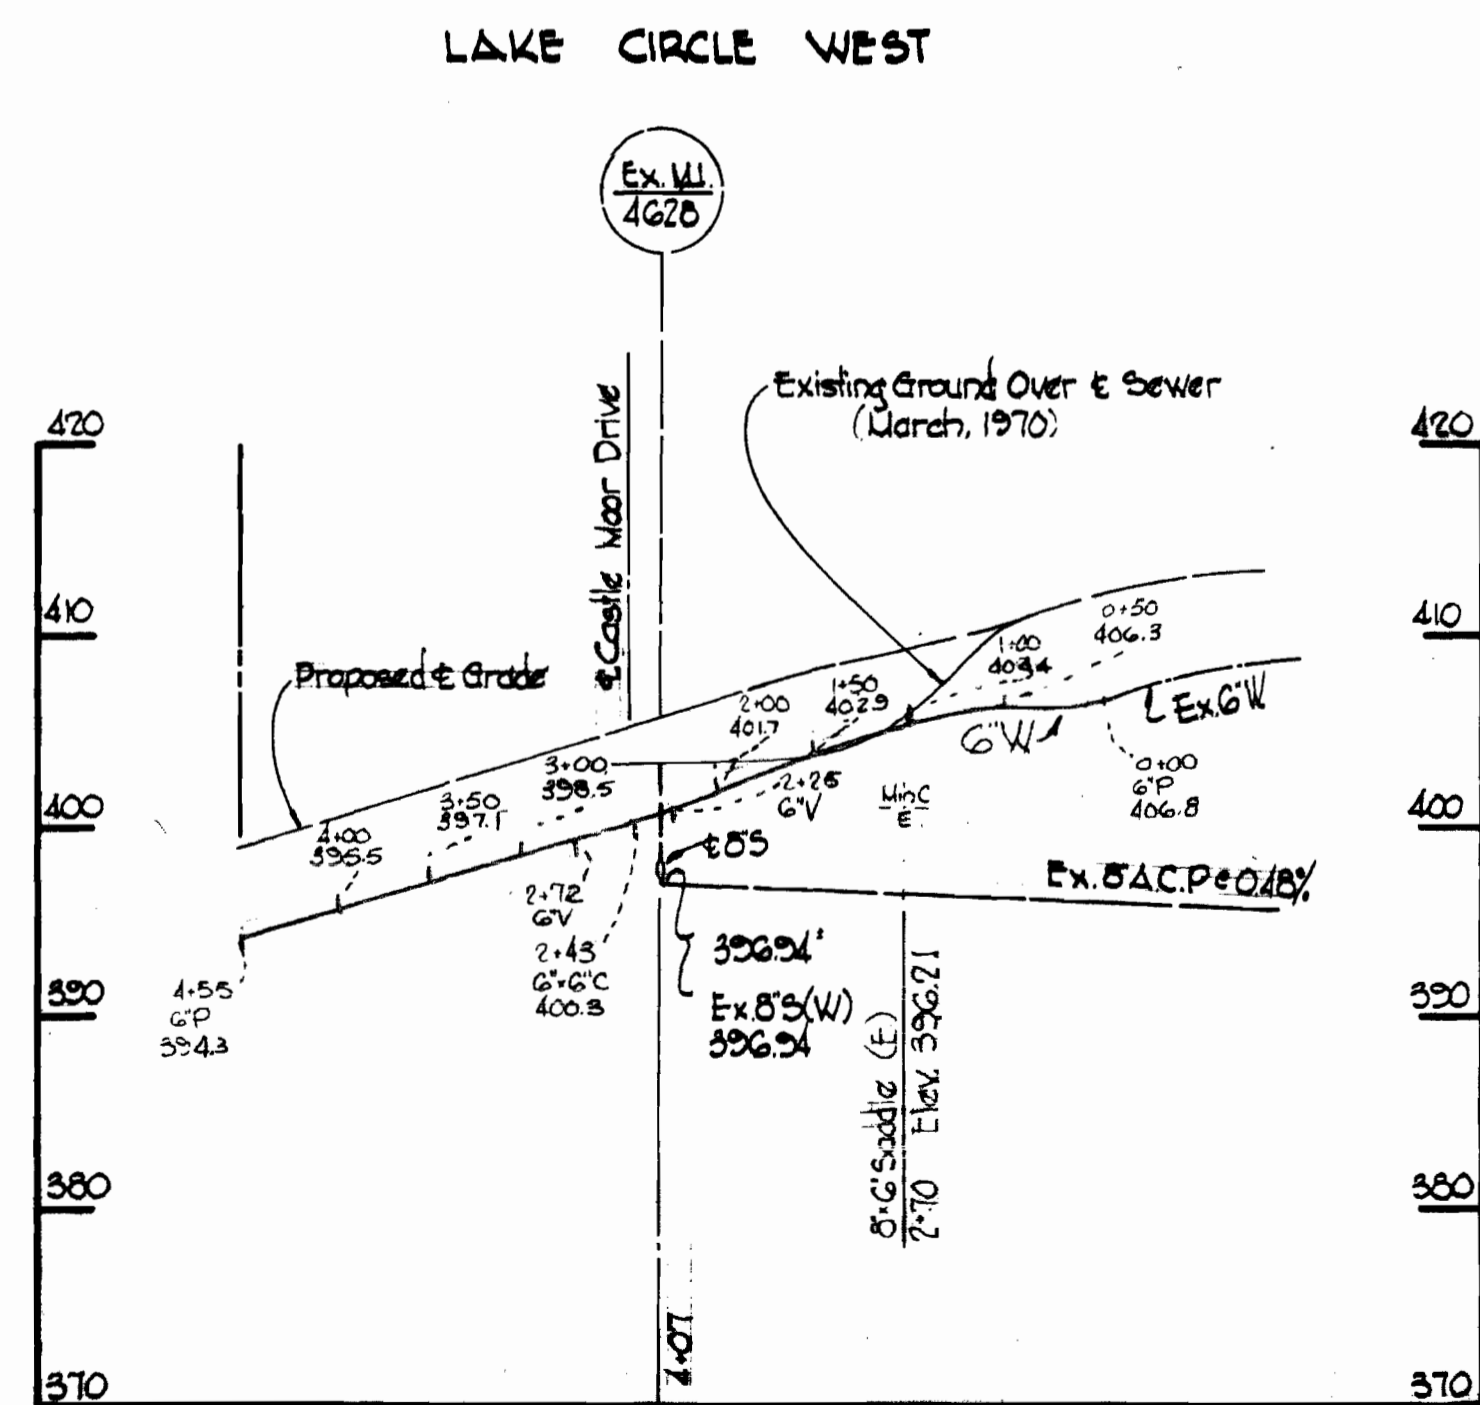 LAKE CIRCLE WEST
Ex. M.
4628
Existing Ground Over ℄ Sewer
(March, 1970)
420
420
℄ Castle Moor Drive
410
410
0+50
406.3
1+00
Proposed ℄ Grade
1+50
402.9
2+00
401.7
Ex. 6"W
6"W
3+00
398.5
2+25
6"V
0+00
6"P
406.8
3+50
397.1
400
400
4+00
395.5
℄ 8"S
Ex. 8" A.C.P @ 0.48%
2+72
6"V
2+43
6"×6"C
400.3
396.94±
Ex. 8"S(W)
396.94
4+55
6"P
394.3
390
390
8"×6" Saddle (E)
2+70 Elev. 396.21
380
380
4+07
370
370